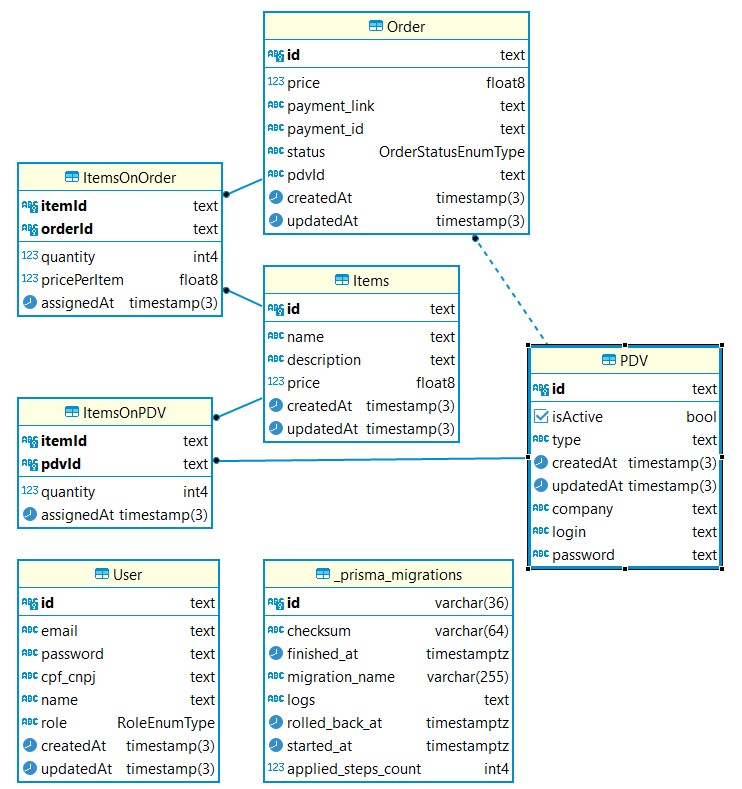 Order
id text
price float8
payment_link text
payment_id text
status OrderStatusEnumType
pdvId text
createdAt timestamp(3)
updatedAt timestamp(3)
ItemsOnOrder
itemId text
orderId text
quantity int4
pricePerItem float8
assignedAt timestamp(3)
Items
id text
name text
description text
price float8
createdAt timestamp(3)
updatedAt timestamp(3)
PDV
id text
isActive bool
type text
createdAt timestamp(3)
updatedAt timestamp(3)
company text
login text
password text
ItemsOnPDV
itemId text
pdvId text
quantity int4
assignedAt timestamp(3)
User
id text
email text
password text
cpf_cnpj text
name text
role RoleEnumType
createdAt timestamp(3)
updatedAt timestamp(3)
_prisma_migrations
id varchar(36)
checksum varchar(64)
finished_at timestamptz
migration_name varchar(255)
logs text
rolled_back_at timestamptz
started_at timestamptz
applied_steps_count int4